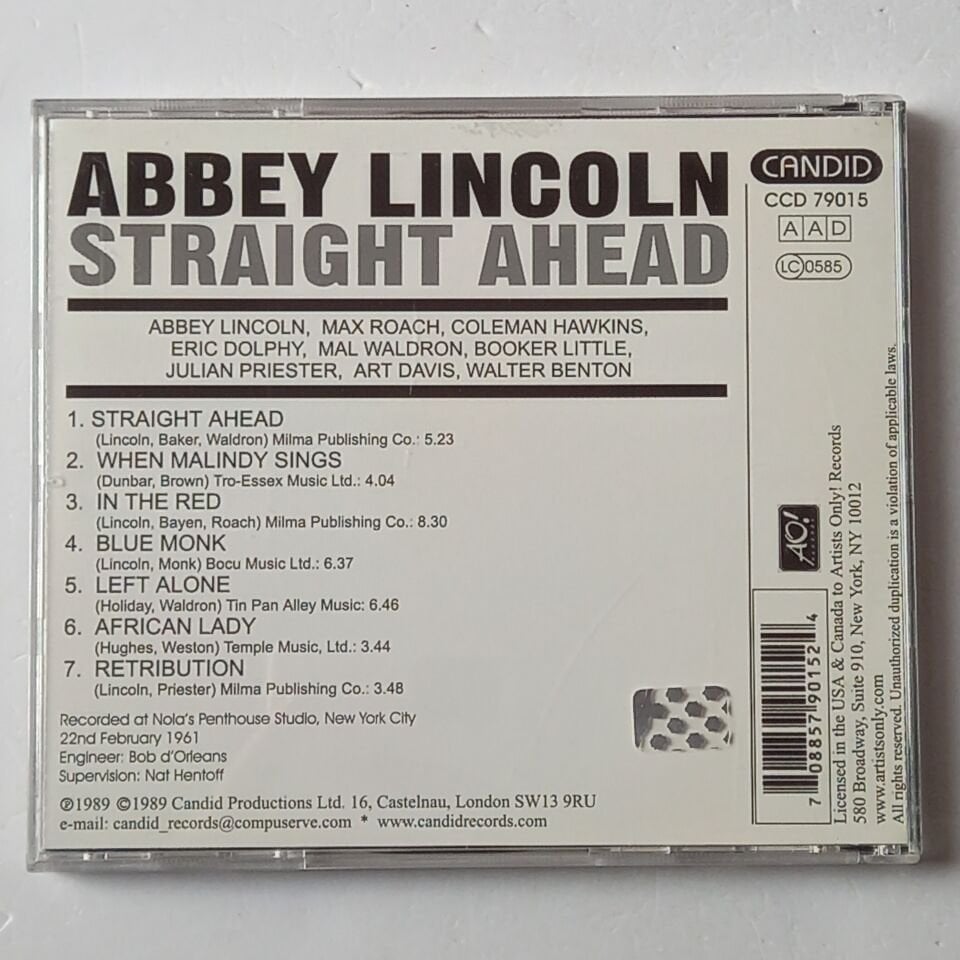 ABBEY LINCOLN
STRAIGHT AHEAD
ABBEY LINCOLN, MAX ROACH, COLEMAN HAWKINS,
ERIC DOLPHY, MAL WALDRON, BOOKER LITTLE,
JULIAN PRIESTER, ART DAVIS, WALTER BENTON
1. STRAIGHT AHEAD
(Lincoln, Baker, Waldron) Milma Publishing Co.: 5.23
2. WHEN MALINDY SINGS
(Dunbar, Brown) Tro-Essex Music Ltd.: 4.04
3. IN THE RED
(Lincoln, Bayen, Roach) Milma Publishing Co.: 8.30
4. BLUE MONK
(Lincoln, Monk) Bocu Music Ltd.: 6.37
5. LEFT ALONE
(Holiday, Waldron) Tin Pan Alley Music: 6.46
6. AFRICAN LADY
(Hughes, Weston) Temple Music, Ltd.: 3.44
7. RETRIBUTION
(Lincoln, Priester) Milma Publishing Co.: 3.48
Recorded at Nola's Penthouse Studio, New York City
22nd February 1961
Engineer: Bob d'Orleans
Supervision: Nat Hentoff
℗1989 ©1989 Candid Productions Ltd. 16, Castelnau, London SW13 9RU
e-mail: candid_records@compuserve.com * www.candidrecords.com
CANDID
CCD 79015
AAD
LC0585
AO!
7 08857 90152 4
Licensed in the USA & Canada to Artists Only! Records
580 Broadway, Suite 910, New York, NY 10012
www.artistsonly.com
All rights reserved. Unauthorized duplication is a violation of applicable laws.